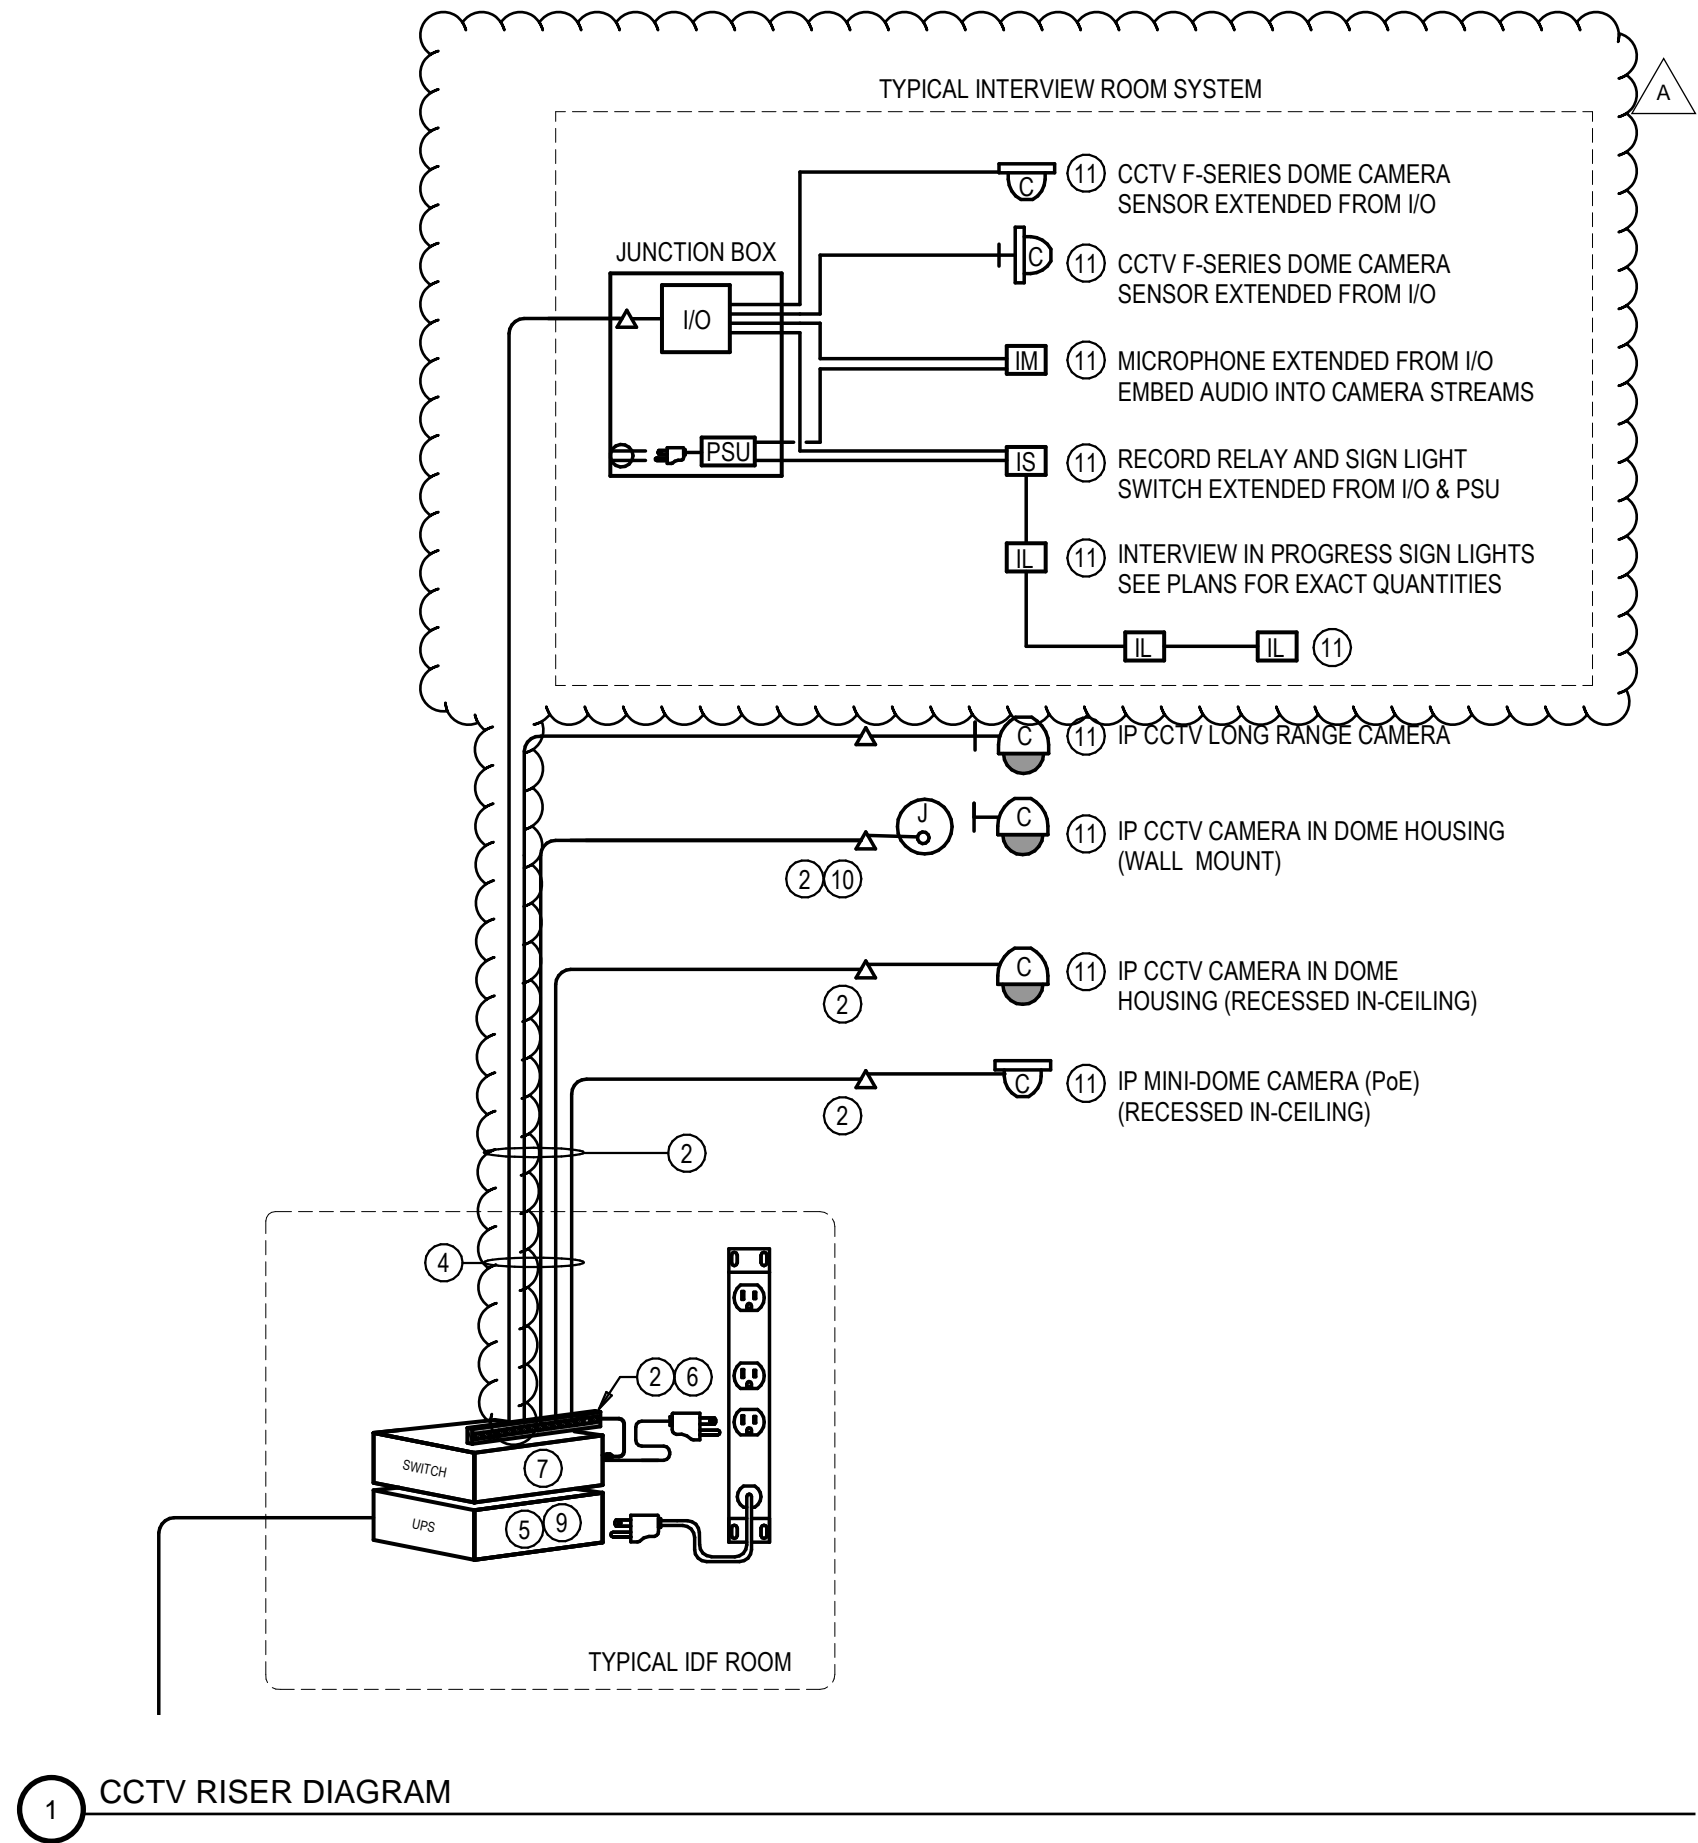 TYPICAL INTERVIEW ROOM SYSTEM
A
C
11 CCTV F-SERIES DOME CAMERA
SENSOR EXTENDED FROM I/O
JUNCTION BOX
C
11 CCTV F-SERIES DOME CAMERA
SENSOR EXTENDED FROM I/O
I/O
IM
11 MICROPHONE EXTENDED FROM I/O
EMBED AUDIO INTO CAMERA STREAMS
PSU
IS
11 RECORD RELAY AND SIGN LIGHT
SWITCH EXTENDED FROM I/O & PSU
IL
11 INTERVIEW IN PROGRESS SIGN LIGHTS
SEE PLANS FOR EXACT QUANTITIES
IL
IL
11
C
11 IP CCTV LONG RANGE CAMERA
J
C
11 IP CCTV CAMERA IN DOME HOUSING
(WALL MOUNT)
2 10
C
11 IP CCTV CAMERA IN DOME
HOUSING (RECESSED IN-CEILING)
2
C
11 IP MINI-DOME CAMERA (PoE)
(RECESSED IN-CEILING)
2
2
4
2 6
SWITCH
7
UPS
5 9
TYPICAL IDF ROOM
1 CCTV RISER DIAGRAM